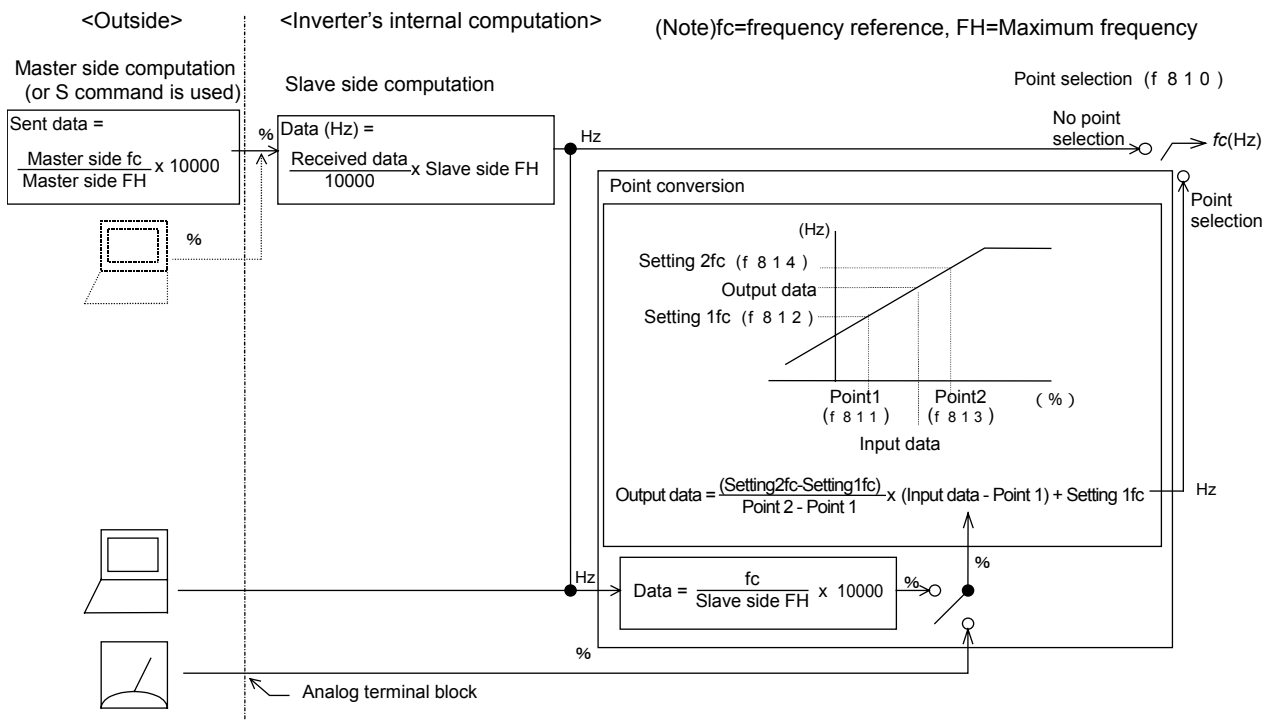 <Outside>
<Inverter's internal computation>
(Note)fc=frequency reference, FH=Maximum frequency
Master side computation
(or S command is used)
Slave side computation
Point selection (f 8 1 0 )
Sent data =
Master side fc
Master side FH
x 10000
%
Data (Hz) =
Received data
10000
x Slave side FH
Hz
No point
selection
fc(Hz)
Point
selection
%
Point conversion
(Hz)
Setting 2fc (f 8 1 4 )
Output data
Setting 1fc (f 8 1 2 )
Point1
(f 8 1 1 )
Point2
(f 8 1 3 )
( % )
Input data
Output data = (Setting2fc-Setting1fc)
Point 2 - Point 1
x (Input data - Point 1) + Setting 1fc
Hz
%
Hz
Data =
fc
Slave side FH
x 10000
%
%
Analog terminal block